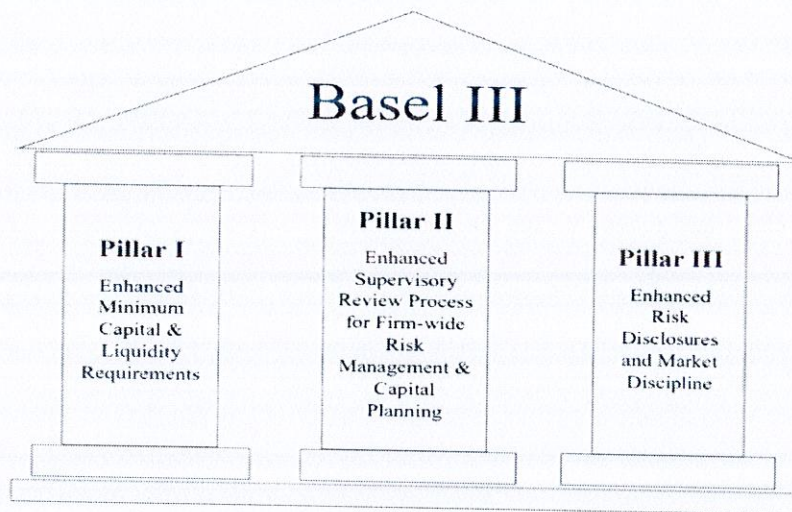 Basel III
Pillar I
Enhanced
Minimum
Capital &
Liquidity
Requirements
Pillar II
Enhanced
Supervisory
Review Process
for Firm-wide
Risk
Management &
Capital
Planning
Pillar III
Enhanced
Risk
Disclosures
and Market
Discipline